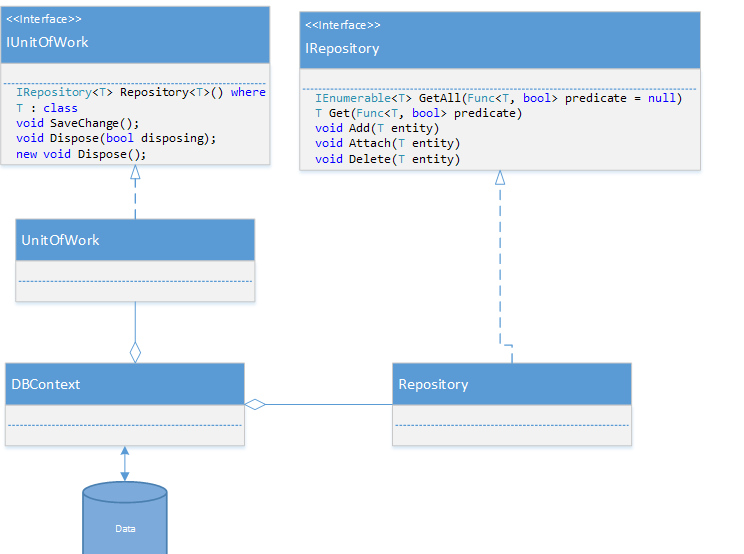 <<Interface>>
IUnitOfWork
IRepository<T> Repository<T>() where
T : class
void SaveChange();
void Dispose(bool disposing);
new void Dispose();
<<Interface>>
IRepository
IEnumerable<T> GetAll(Func<T, bool> predicate = null)
T Get(Func<T, bool> predicate)
void Add(T entity)
void Attach(T entity)
void Delete(T entity)
UnitOfWork
DBContext
Repository
Data